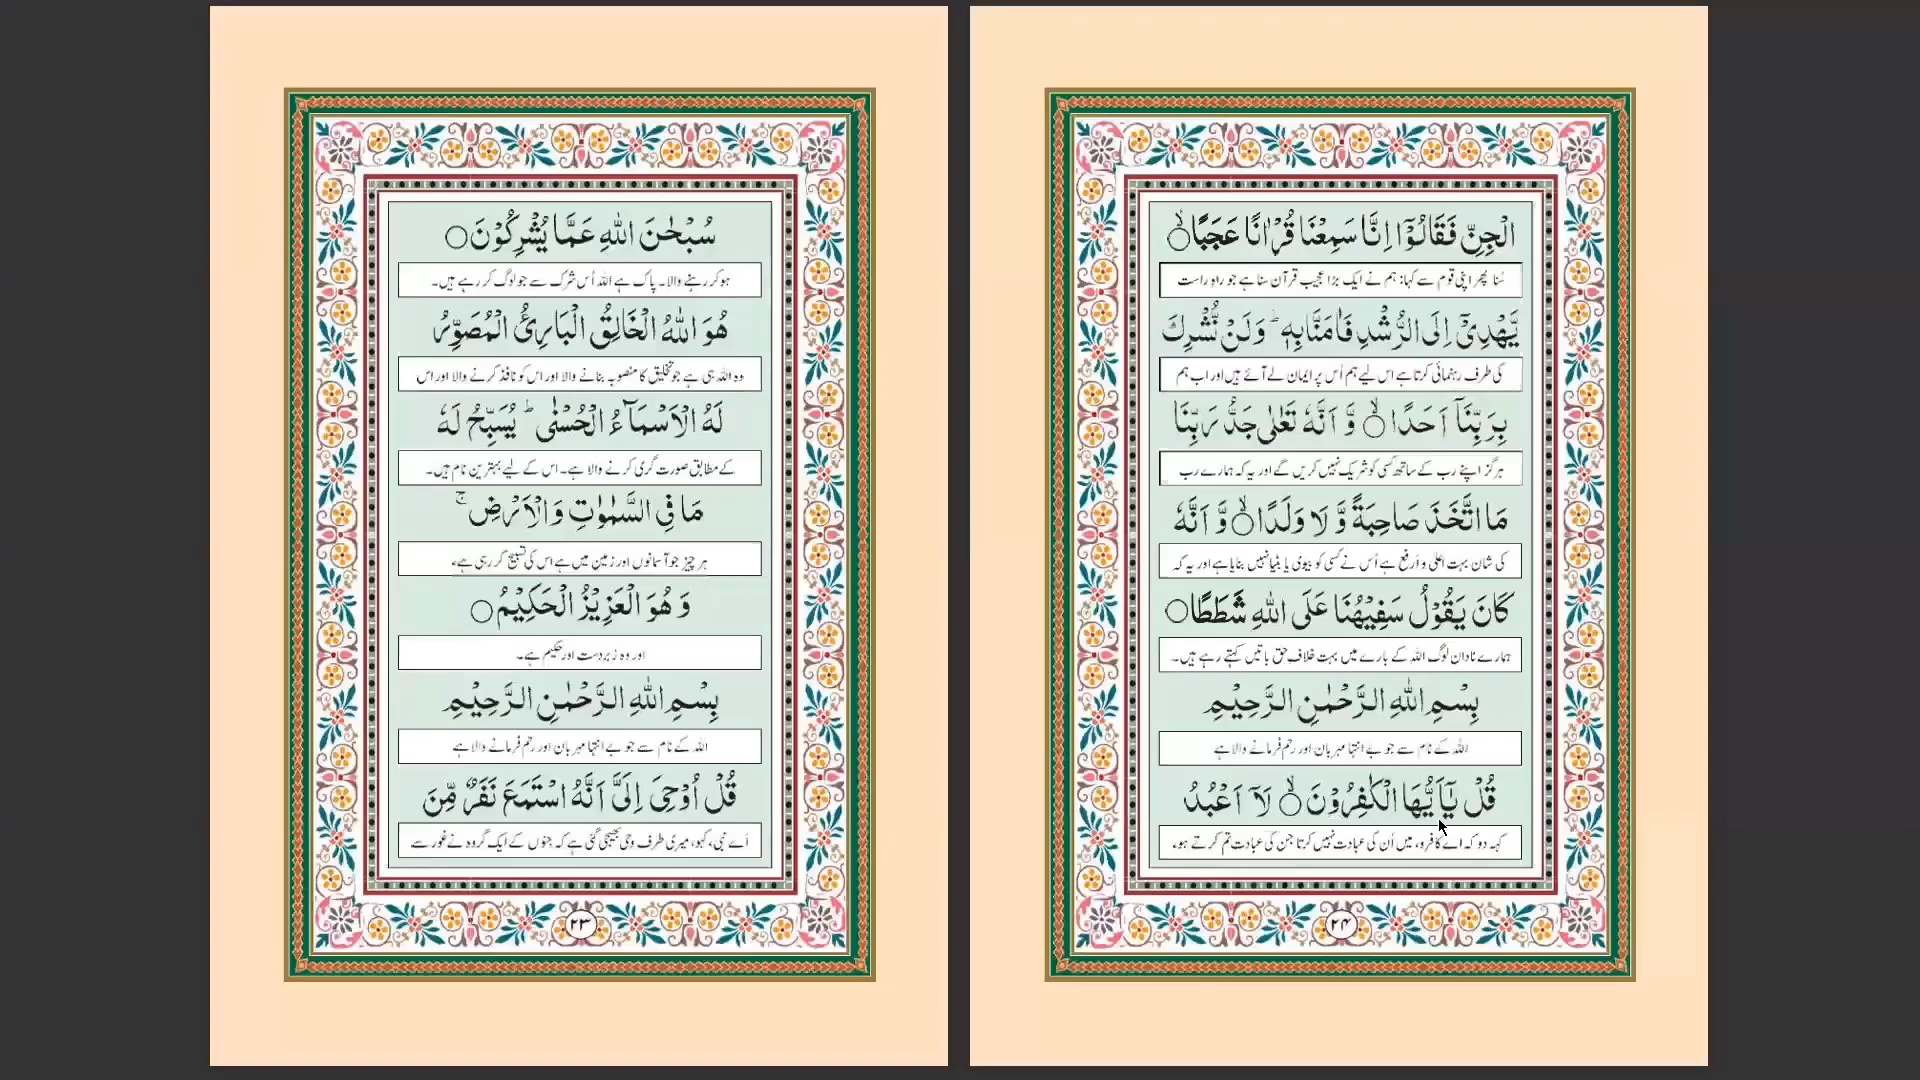 سُبْحٰنَ اللّٰهِ عَمَّا يُشْرِكُوْنَ○
ہوکر رہنے والا۔ پاک ہے اللہ اُس شرک سے جو لوگ کر رہے ہیں۔
هُوَ اللّٰهُ الْخَالِقُ الْبَارِئُ الْمُصَوِّرُ
وہ اللہ ہی ہے جو تخلیق کا منصوبہ بنانے والا اور اس کو نافذ کرنے والا اور اس
لَهُ الْاَسْمَآءُ الْحُسْنٰى ؕ يُسَبِّحُ لَهٗ
کے مطابق صورت گری کرنے والا ہے۔ اس کے لیے بہترین نام ہیں۔
مَا فِي السَّمٰوٰتِ وَالْاَرْضِ ۚ
ہر چیز جو آسمانوں اور زمین میں ہے اس کی تسبیح کر رہی ہے،
وَ هُوَ الْعَزِيْزُ الْحَكِيْمُ○
اور وہ زبردست اور حکیم ہے۔
بِسْمِ اللّٰهِ الرَّحْمٰنِ الرَّحِيْمِ
اللہ کے نام سے جو بے انتہا مہربان اور رحم فرمانے والا ہے
قُلْ اُوْحِيَ اِلَيَّ اَنَّهُ اسْتَمَعَ نَفَرٌ مِّنَ
اَے نبی، کہو، میری طرف وحی بھیجی گئی ہے کہ جنوں کے ایک گروہ نے غور سے
۲۳
الْجِنِّ فَقَالُوْٓا اِنَّا سَمِعْنَا قُرْاٰنًا عَجَبًا○ۙ
سُنا پھر اپنی قوم سے کہا: ہم نے ایک بڑا عجیب قرآن سنا ہے جو راہِ راست
يَّهْدِيْٓ اِلَى الرُّشْدِ فَاٰمَنَّا بِهٖ ؕ وَلَنْ نُّشْرِكَ
کی طرف رہنمائی کرتا ہے اس لیے ہم اُس پر ایمان لے آئے ہیں اور اب ہم
بِرَبِّنَآ اَحَدًا○ۙ وَّ اَنَّهٗ تَعٰلٰى جَدُّ رَبِّنَا
ہرگز اپنے رب کے ساتھ کسی کو شریک نہیں کریں گے اور یہ کہ ہمارے رب
مَا اتَّخَذَ صَاحِبَةً وَّ لَا وَلَدًا○ۙ وَّ اَنَّهٗ
کی شان بہت اعلیٰ و ارفع ہے اُس نے کسی کو بیوی یا بیٹا نہیں بنایا ہے اور یہ کہ
كَانَ يَقُوْلُ سَفِيْهُنَا عَلَى اللّٰهِ شَطَطًا○
ہمارے نادان لوگ اللہ کے بارے میں بہت خلافِ حق باتیں کہتے رہے ہیں۔
بِسْمِ اللّٰهِ الرَّحْمٰنِ الرَّحِيْمِ
اللہ کے نام سے جو بے انتہا مہربان اور رحم فرمانے والا ہے
قُلْ يٰٓاَيُّهَا الْكٰفِرُوْنَ○ۙ لَآ اَعْبُدُ
کہہ دو کہ اے کافرو، میں اُن کی عبادت نہیں کرتا جن کی عبادت تم کرتے ہو،
۲۴